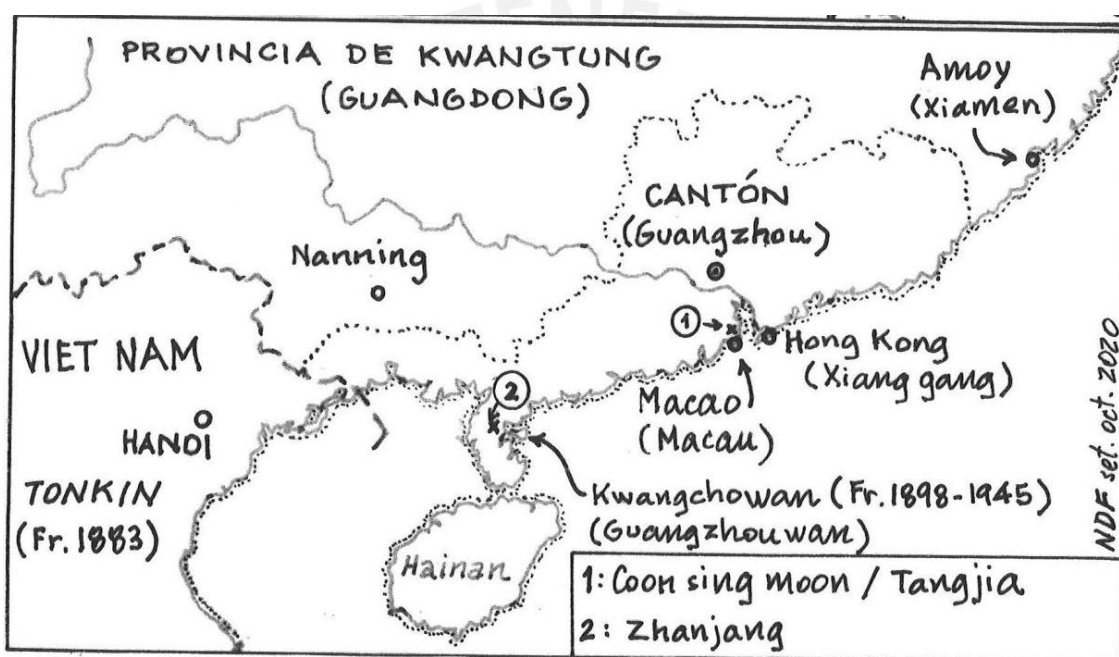 PROVINCIA DE KWANGTUNG
(GUANGDONG)
Amoy
(Xiamen)
CANTÓN
(Guangzhou)
Nanning
1
Hong Kong
(Xiang gang)
VIET NAM
2
Macao
(Macau)
HANOI
TONKIN
(Fr. 1883)
Kwangchowan (Fr. 1898-1945)
(Guangzhouwan)
Hainan
1: Coon sing moon / Tangjia
2: Zhanjang
NDF set. oct. 2020